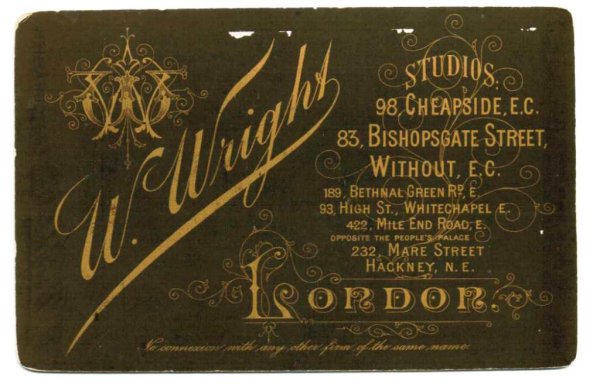 W. Wright
STUDIOS.
98 CHEAPSIDE, E.C.
83, BISHOPSGATE STREET,
WITHOUT, E.C.
189, BETHNAL GREEN RD, E.
93, HIGH ST., WHITECHAPEL E.
422, MILE END ROAD, E.
OPPOSITE THE PEOPLE'S PALACE
232, MARE STREET
HACKNEY, N.E.
LONDON.
No connexion with any other firm of the same name.